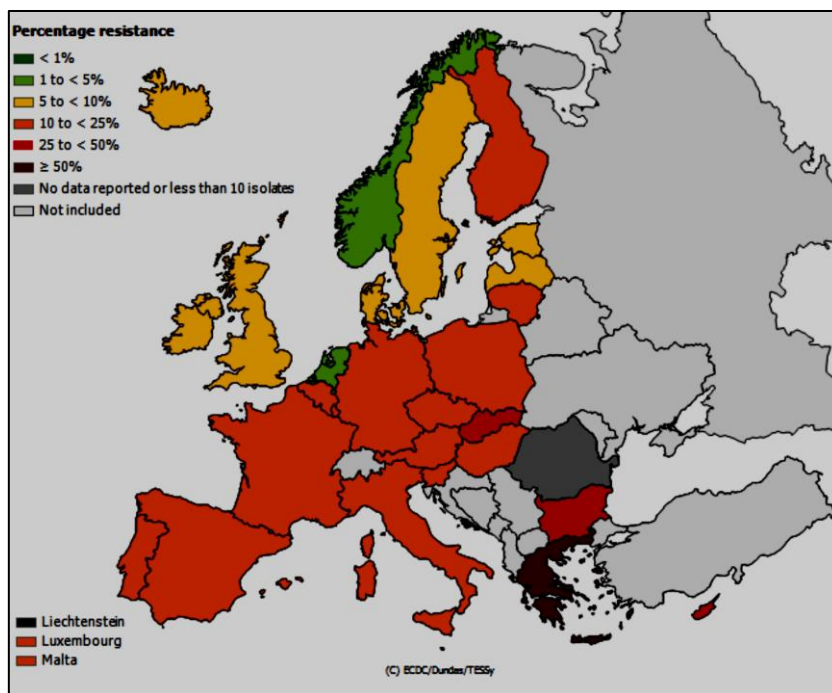 Percentage resistance
< 1%
1 to < 5%
5 to < 10%
10 to < 25%
25 to < 50%
≥ 50%
No data reported or less than 10 isolates
Not included
Liechtenstein
Luxembourg
Malta
(C) ECDC/Dundas/TESSy